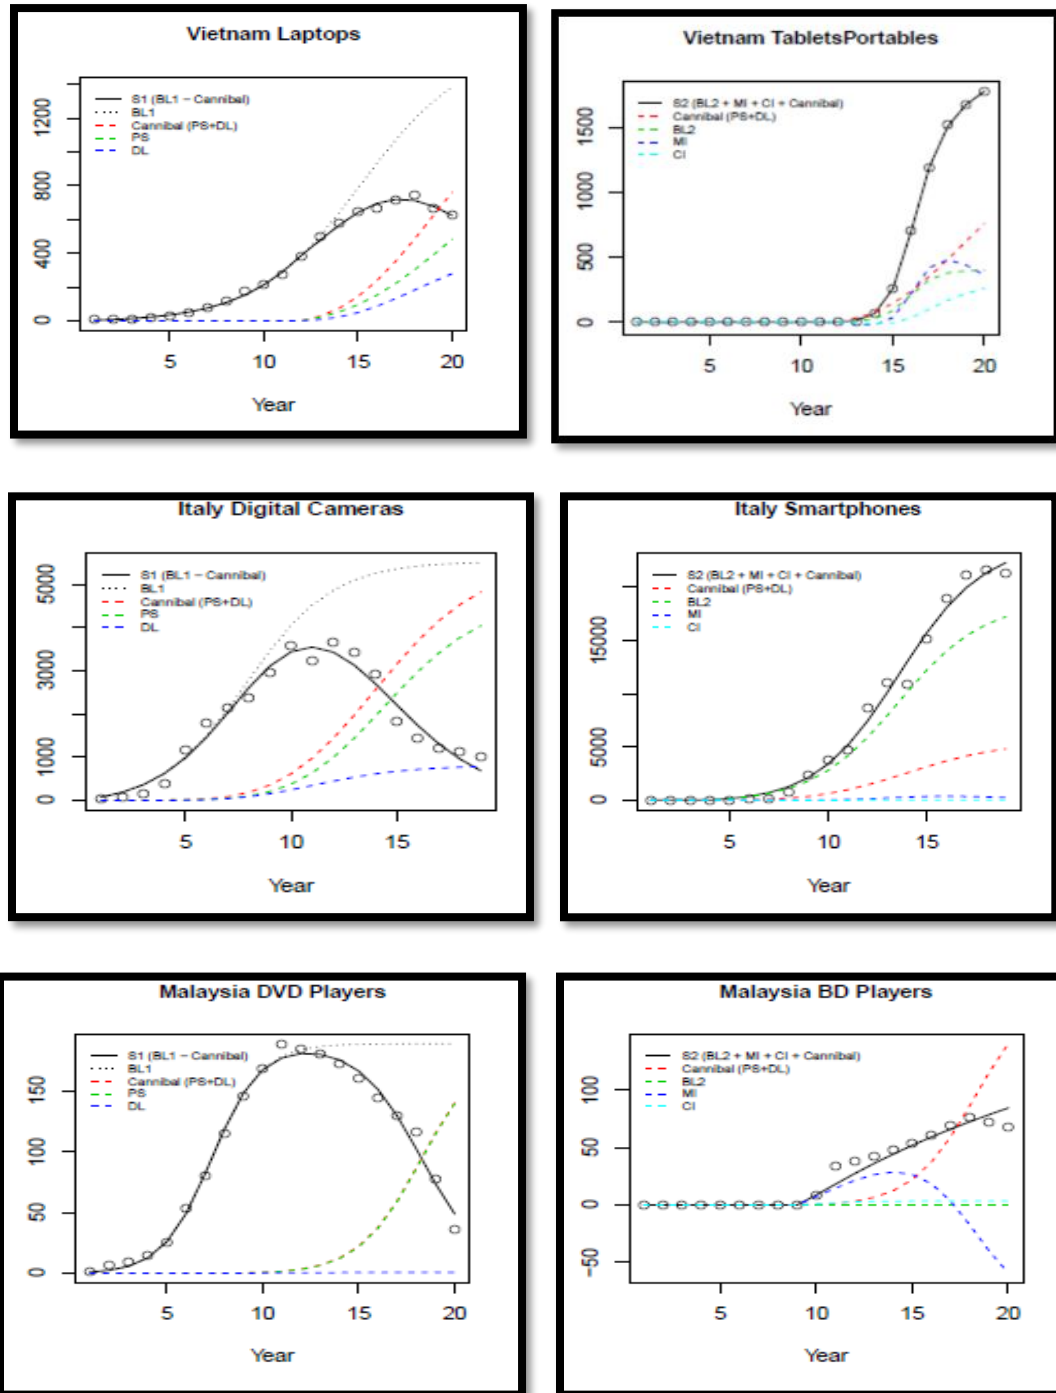 Vietnam Laptops
S1 (BL1 − Cannibal)
BL1
Cannibal (PS+DL)
PS
DL
0 400 800 1200
5 10 15 20
Year
Vietnam TabletsPortables
S2 (BL2 + MI + CI + Cannibal)
Cannibal (PS+DL)
BL2
MI
CI
0 500 1000 1500
5 10 15 20
Year
Italy Digital Cameras
S1 (BL1 − Cannibal)
BL1
Cannibal (PS+DL)
PS
DL
0 1000 3000 5000
5 10 15
Year
Italy Smartphones
S2 (BL2 + MI + CI + Cannibal)
Cannibal (PS+DL)
BL2
MI
CI
0 5000 15000
5 10 15
Year
Malaysia DVD Players
S1 (BL1 − Cannibal)
BL1
Cannibal (PS+DL)
PS
DL
0 50 100 150
5 10 15 20
Year
Malaysia BD Players
S2 (BL2 + MI + CI + Cannibal)
Cannibal (PS+DL)
BL2
MI
CI
−50 0 50 100
5 10 15 20
Year